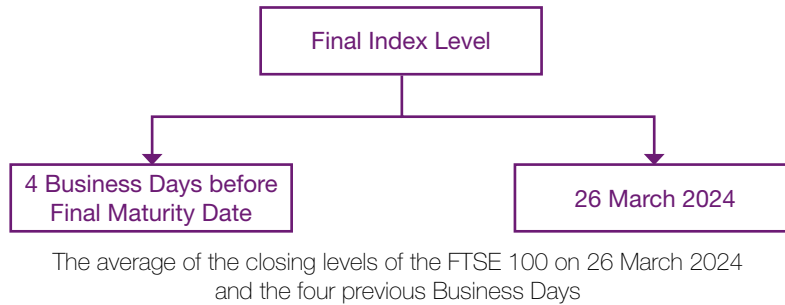 Final Index Level
4 Business Days before
Final Maturity Date
26 March 2024
The average of the closing levels of the FTSE 100 on 26 March 2024
and the four previous Business Days